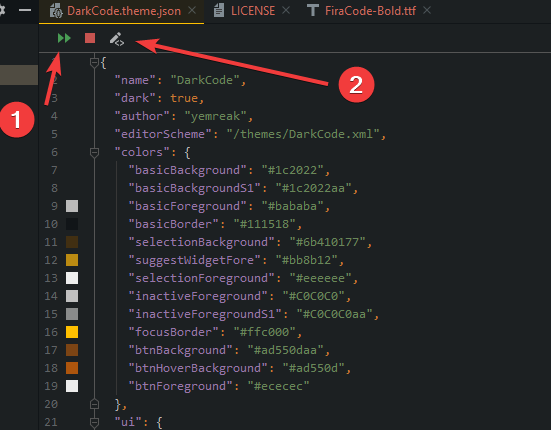 DarkCode.theme.json LICENSE FiraCode-Bold.ttf
1
2
{
2 "name": "DarkCode",
3 "dark": true,
4 "author": "yemreak",
5 "editorScheme": "/themes/DarkCode.xml",
6 "colors": {
7 "basicBackground": "#1c2022",
8 "basicBackgroundS1": "#1c2022aa",
9 "basicForeground": "#bababa",
10 "basicBorder": "#111518",
11 "selectionBackground": "#6b410177",
12 "suggestWidgetFore": "#bb8b12",
13 "selectionForeground": "#eeeeee",
14 "inactiveForeground": "#C0C0C0",
15 "inactiveForegroundS1": "#C0C0C0aa",
16 "focusBorder": "#ffc000",
17 "btnBackground": "#ad550daa",
18 "btnHoverBackground": "#ad550d",
19 "btnForeground": "#ececec"
20 },
21 "ui": {